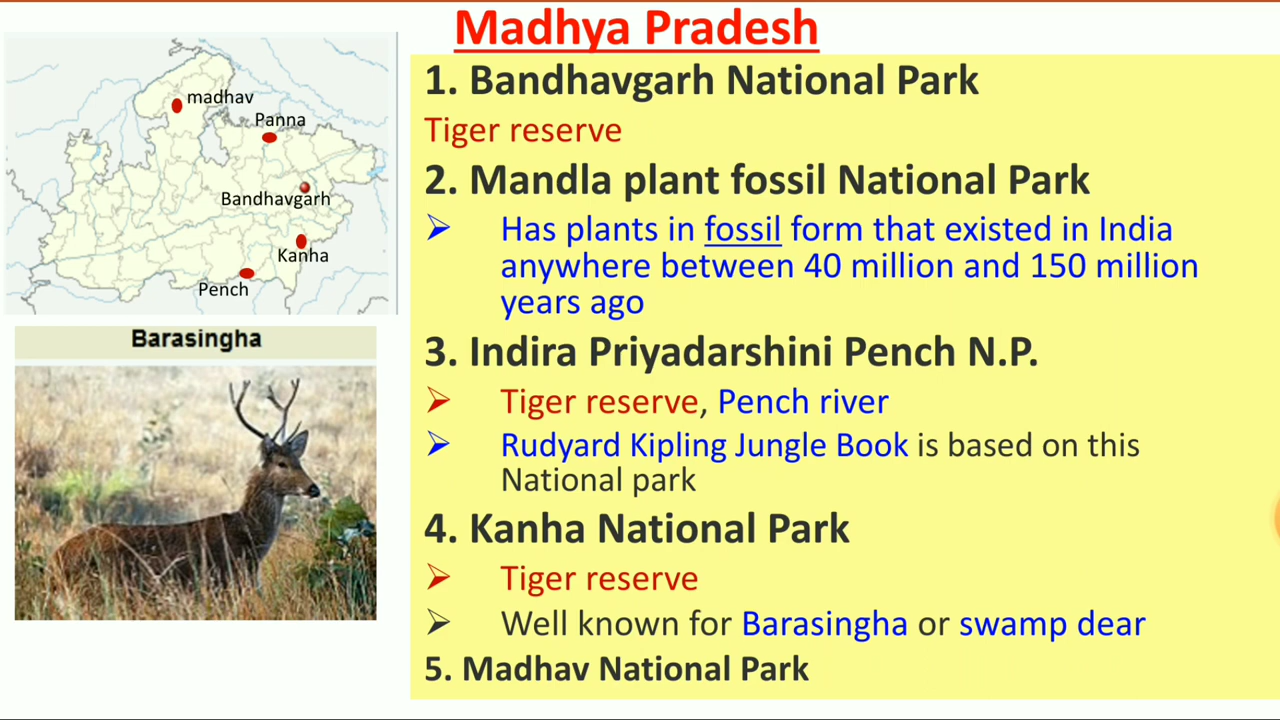 Madhya Pradesh
madhav
Panna
Bandhavgarh
Kanha
Pench
Barasingha
1. Bandhavgarh National Park
Tiger reserve
2. Mandla plant fossil National Park
Has plants in fossil form that existed in India
anywhere between 40 million and 150 million
years ago
3. Indira Priyadarshini Pench N.P.
Tiger reserve, Pench river
Rudyard Kipling Jungle Book is based on this
National park
4. Kanha National Park
Tiger reserve
Well known for Barasingha or swamp dear
5. Madhav National Park